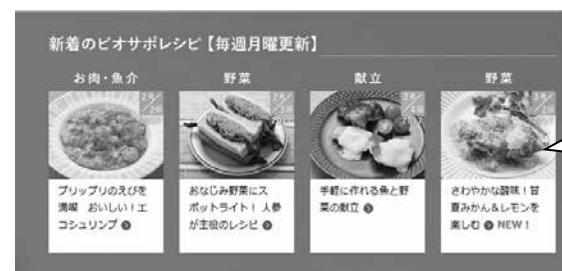 新着のビオサポレシピ【毎週月曜更新】
お肉・魚介
野菜
献立
野菜
プリップリのえびを
満喫 おいしい!エ
コシュリンプ
おなじみ野菜にス
ポットライト! 人参
が主役のレシピ
手軽に作れる魚と野
菜の献立
さわやかな酸味!甘
夏みかん&レモンを
楽しむ NEW!